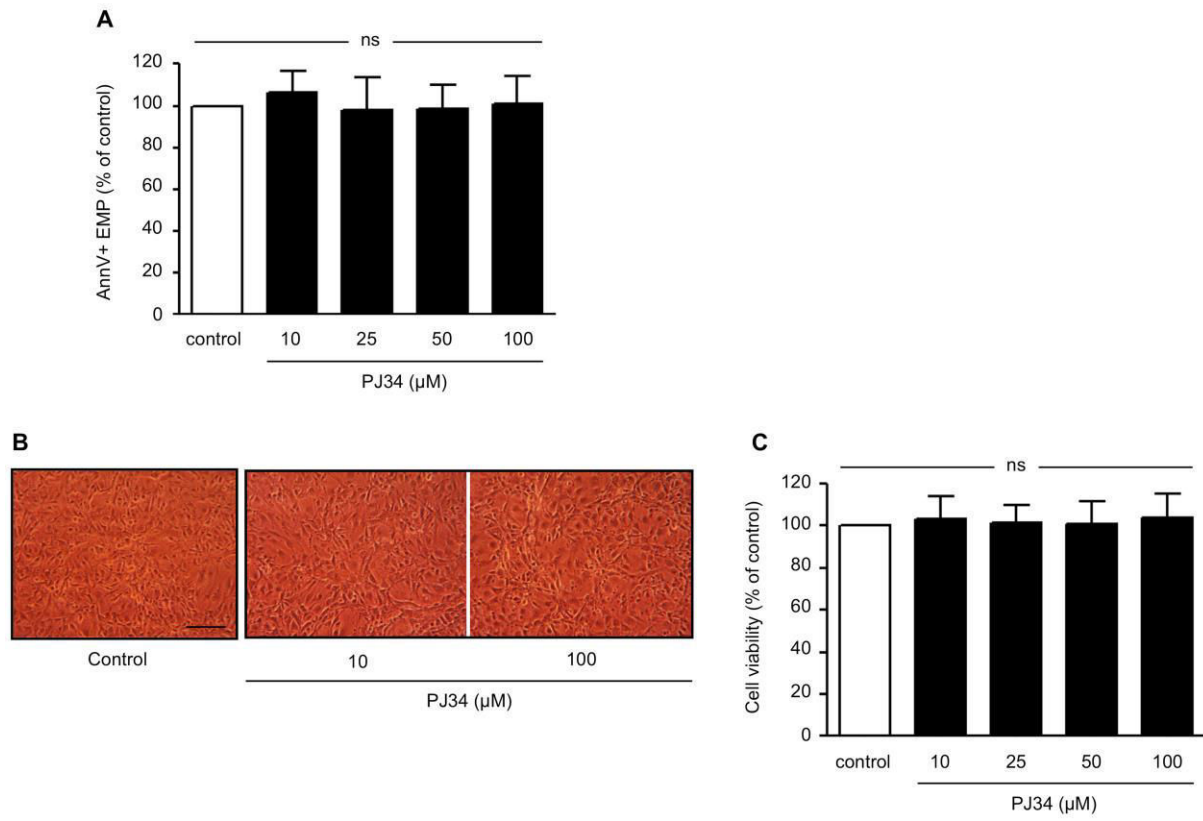 A
ns
AnnV+ EMP (% of control)
120
100
80
60
40
20
0
control 10 25 50 100
PJ34 (µM)
B
Control 10 100
PJ34 (µM)
C
ns
Cell viability (% of control)
120
100
80
60
40
20
0
control 10 25 50 100
PJ34 (µM)